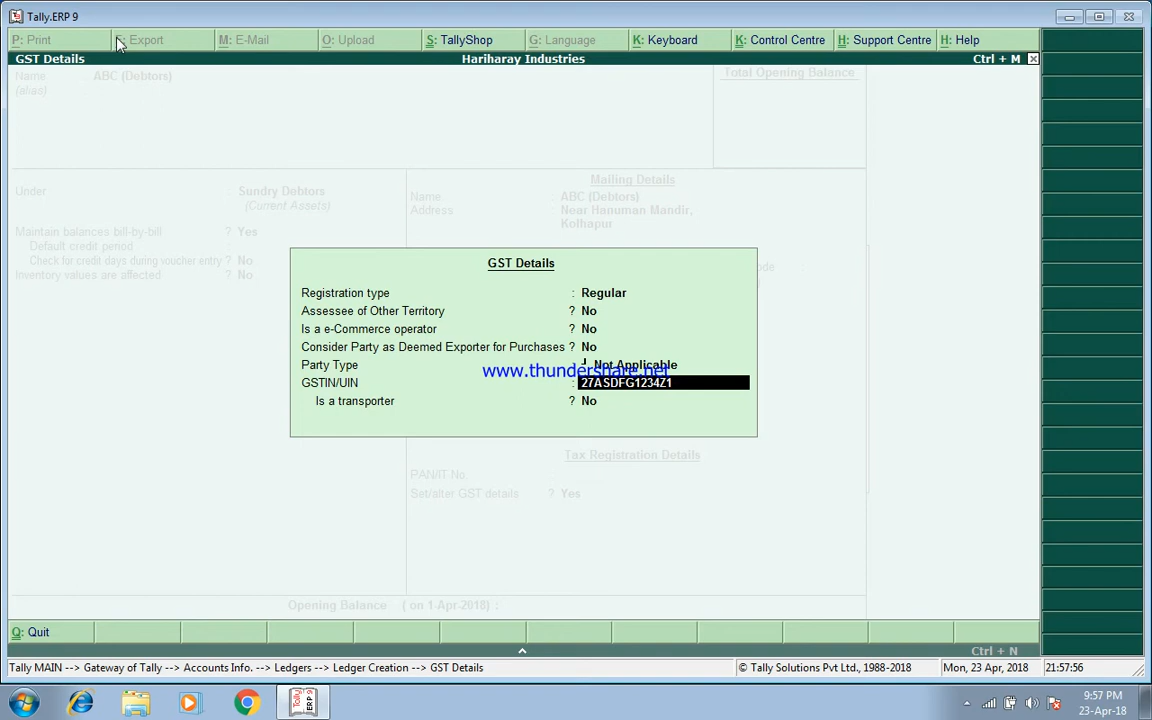 Tally.ERP 9
P: Print
E: Export
M: E-Mail
O: Upload
S: TallyShop
G: Language
K: Keyboard
K: Control Centre
H: Support Centre
H: Help
GST Details
Hariharay Industries
Ctrl + M
Name ABC (Debtors)
(alias)
Total Opening Balance
Under : Sundry Debtors
(Current Assets)
Maintain balances bill-by-bill ? Yes
Default credit period :
Check for credit days during voucher entry ? No
Inventory values are affected ? No
Mailing Details
Name : ABC (Debtors)
Address : Near Hanuman Mandir,
Kolhapur
GST Details
Registration type : Regular
Assessee of Other Territory ? No
Is a e-Commerce operator ? No
Consider Party as Deemed Exporter for Purchases ? No
Party Type : Not Applicable
www.thundershare.net
GSTIN/UIN : 27ASDFG1234Z1
Is a transporter ? No
Tax Registration Details
PAN/IT No. :
Set/alter GST details ? Yes
Opening Balance ( on 1-Apr-2018) :
Q: Quit
Ctrl + N
Tally MAIN --> Gateway of Tally --> Accounts Info. --> Ledgers --> Ledger Creation --> GST Details
© Tally Solutions Pvt Ltd., 1988-2018
Mon, 23 Apr, 2018
21:57:56
Tally ERP 9
9:57 PM
23-Apr-18